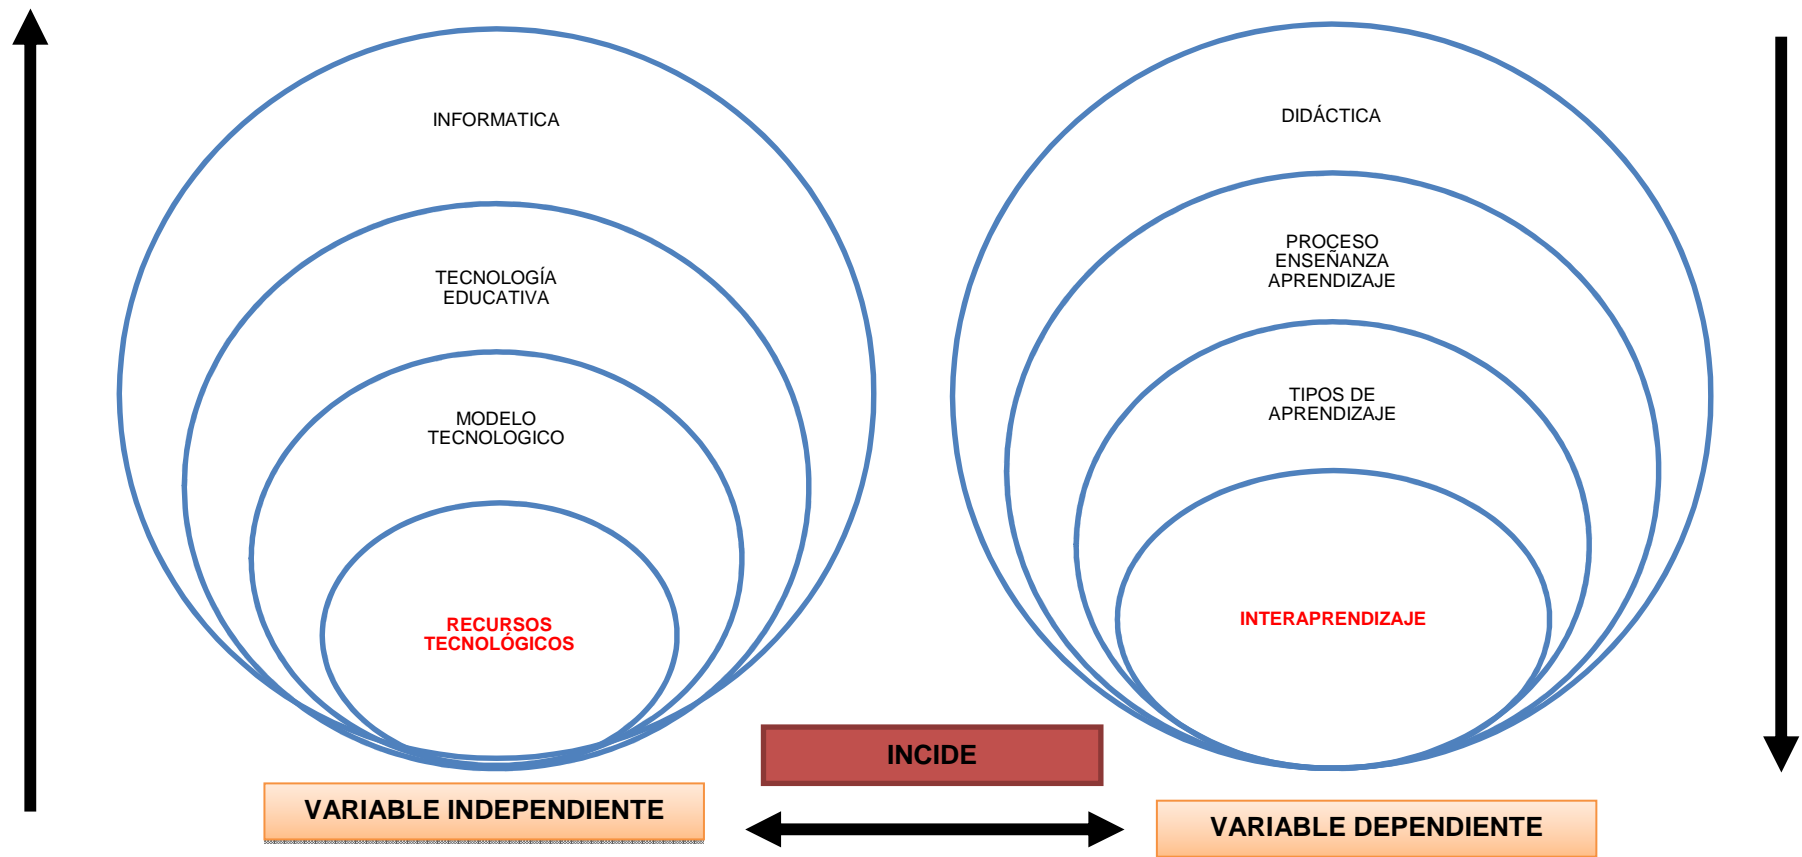 INFORMATICA
TECNOLOGÍA
EDUCATIVA
MODELO
TECNOLOGICO
RECURSOS
TECNOLÓGICOS
DIDÁCTICA
PROCESO
ENSEÑANZA
APRENDIZAJE
TIPOS DE
APRENDIZAJE
INTERAPRENDIZAJE
INCIDE
VARIABLE INDEPENDIENTE
VARIABLE DEPENDIENTE